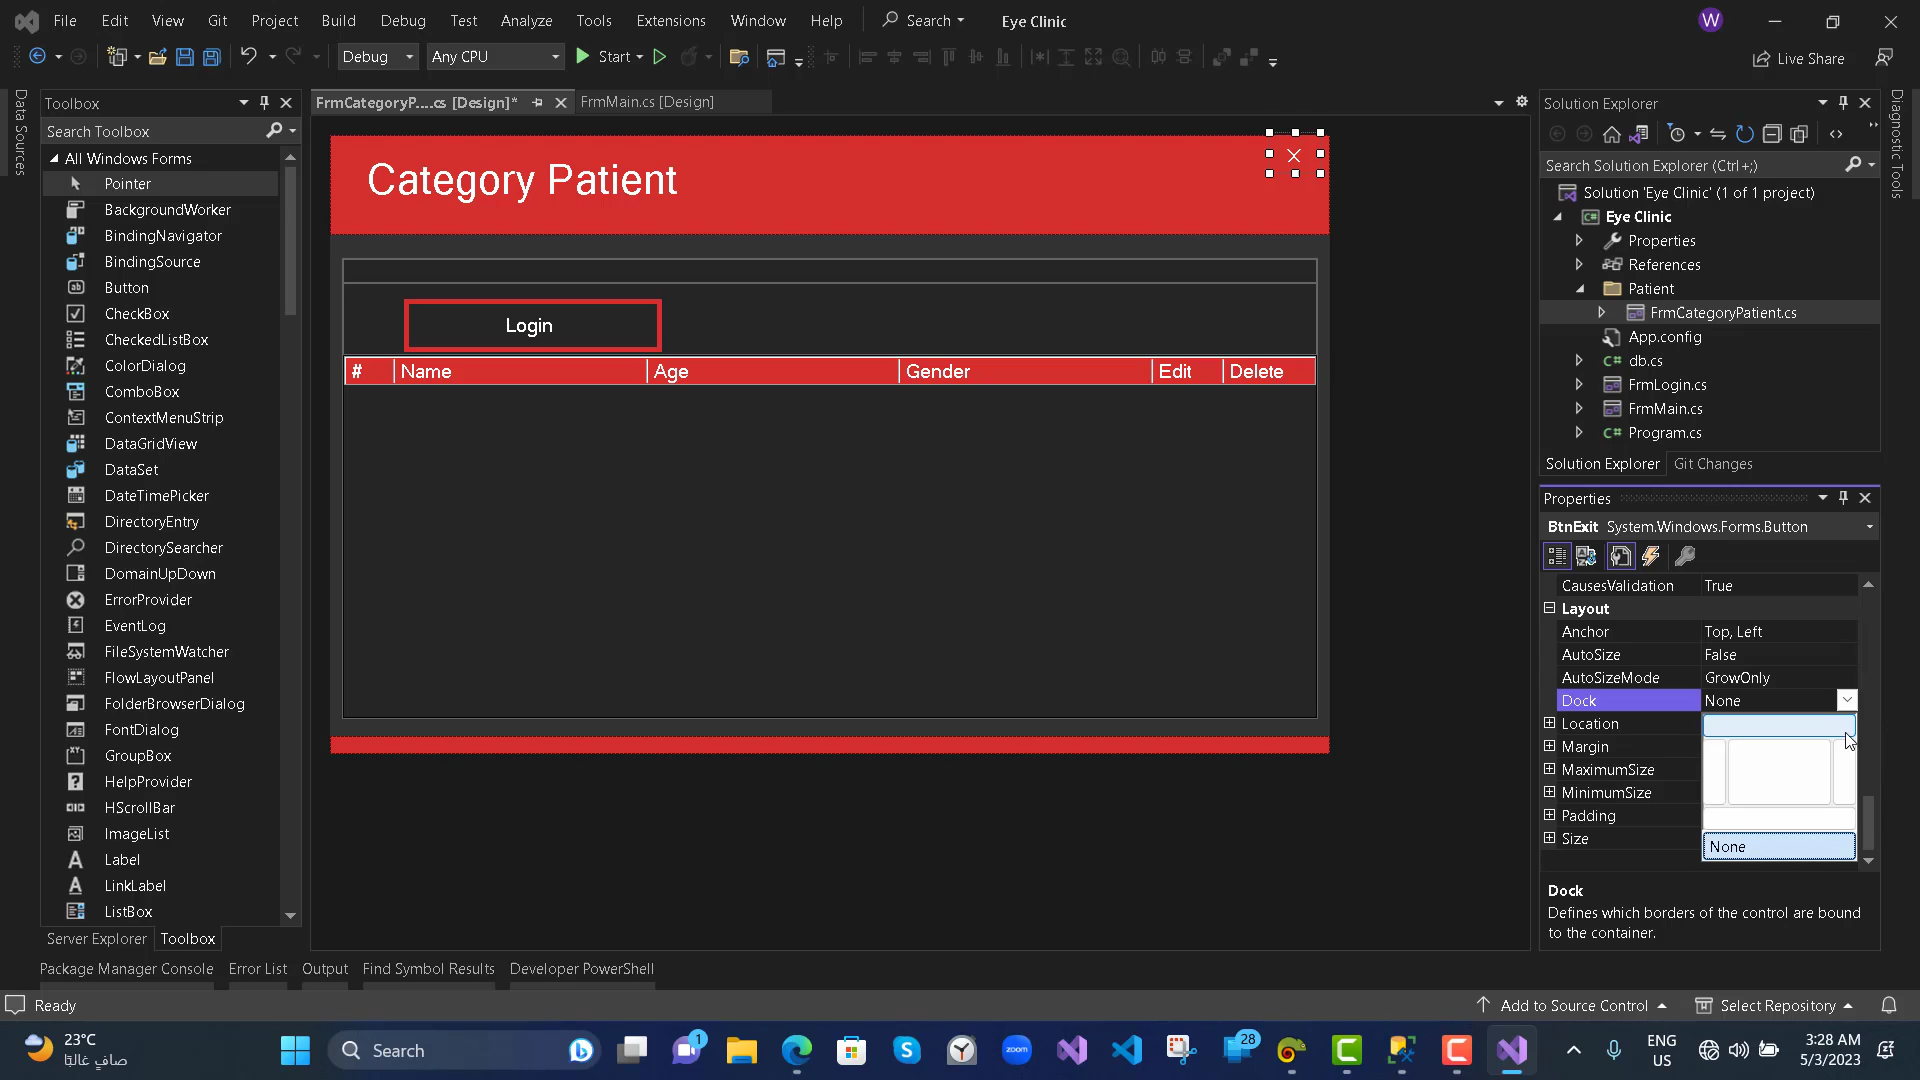 File Edit View Git Project Build Debug Test Analyze Tools Extensions Window Help Search Eye Clinic W
Debug Any CPU Start Live Share
Data Sources
Toolbox
Search Toolbox
All Windows Forms
Pointer
BackgroundWorker
BindingNavigator
BindingSource
Button
CheckBox
CheckedListBox
ColorDialog
ComboBox
ContextMenuStrip
DataGridView
DataSet
DateTimePicker
DirectoryEntry
DirectorySearcher
DomainUpDown
ErrorProvider
EventLog
FileSystemWatcher
FlowLayoutPanel
FolderBrowserDialog
FontDialog
GroupBox
HelpProvider
HScrollBar
ImageList
Label
LinkLabel
ListBox
Server Explorer Toolbox
FrmCategoryP....cs [Design]* FrmMain.cs [Design]
Category Patient
Login
# Name Age Gender Edit Delete
Solution Explorer
Search Solution Explorer (Ctrl+;)
Solution 'Eye Clinic' (1 of 1 project)
Eye Clinic
Properties
References
Patient
FrmCategoryPatient.cs
App.config
db.cs
FrmLogin.cs
FrmMain.cs
Program.cs
Solution Explorer Git Changes
Diagnostic Tools
Properties
BtnExit System.Windows.Forms.Button
CausesValidation True
Layout
Anchor Top, Left
AutoSize False
AutoSizeMode GrowOnly
Dock None
Location
Margin
MaximumSize
MinimumSize
Padding
Size
None
Dock
Defines which borders of the control are bound
to the container.
Package Manager Console Error List Output Find Symbol Results Developer PowerShell
Ready Add to Source Control Select Repository
23°C
صافٍ غالبًا
Search
1
zoom
28
ENG
US
3:28 AM
5/3/2023